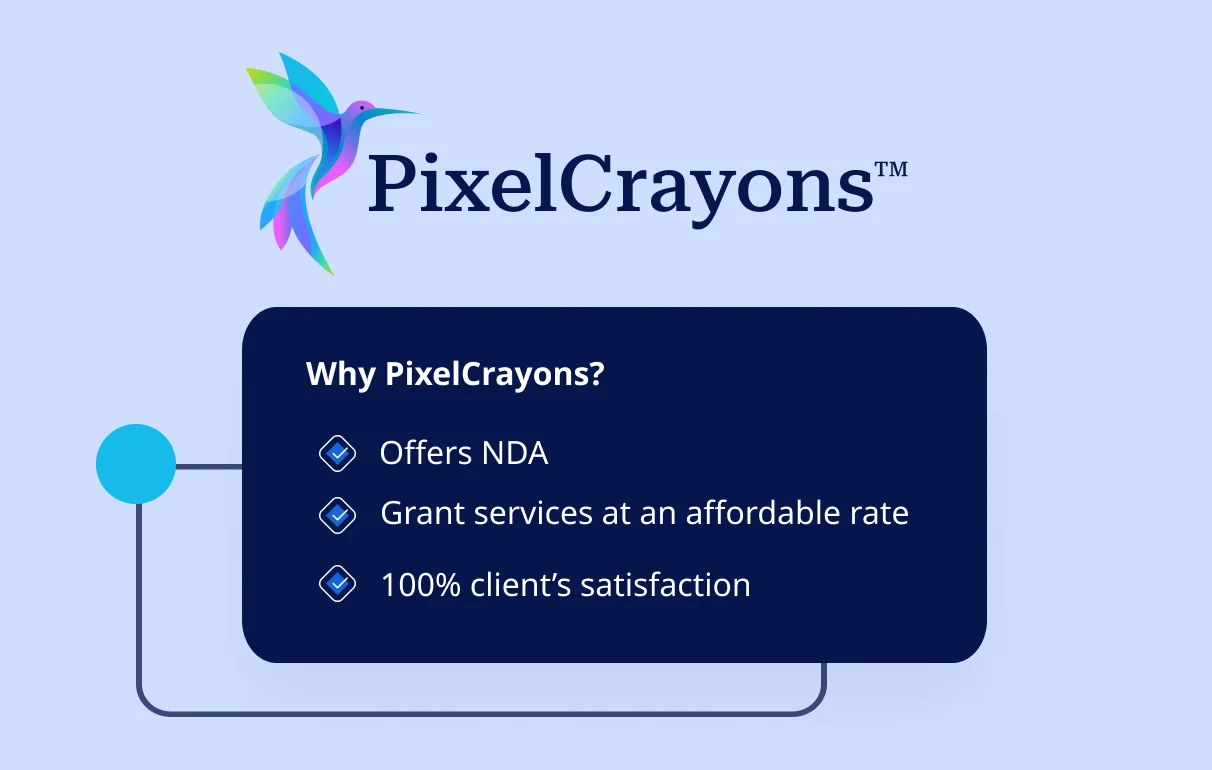 PixelCrayons™
Why PixelCrayons?
Offers NDA
Grant services at an affordable rate
100% client’s satisfaction